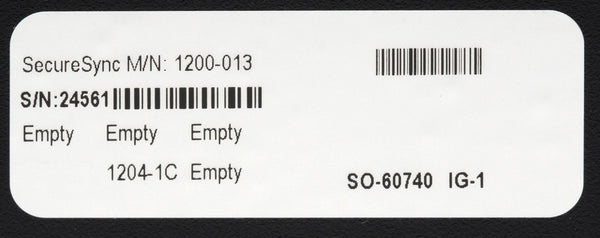 SecureSync M/N: 1200-013
S/N:24561
Empty Empty Empty
1204-1C Empty
SO-60740 IG-1